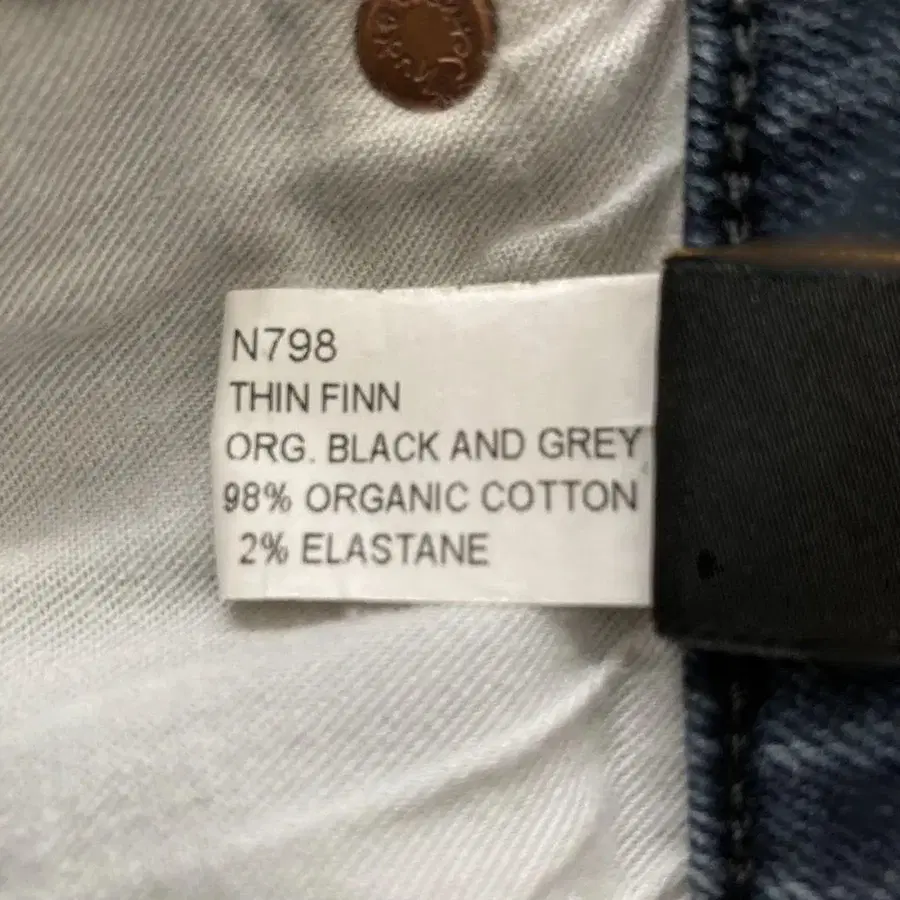 N798
THIN FINN
ORG. BLACK AND GREY
98% ORGANIC COTTON
2% ELASTANE